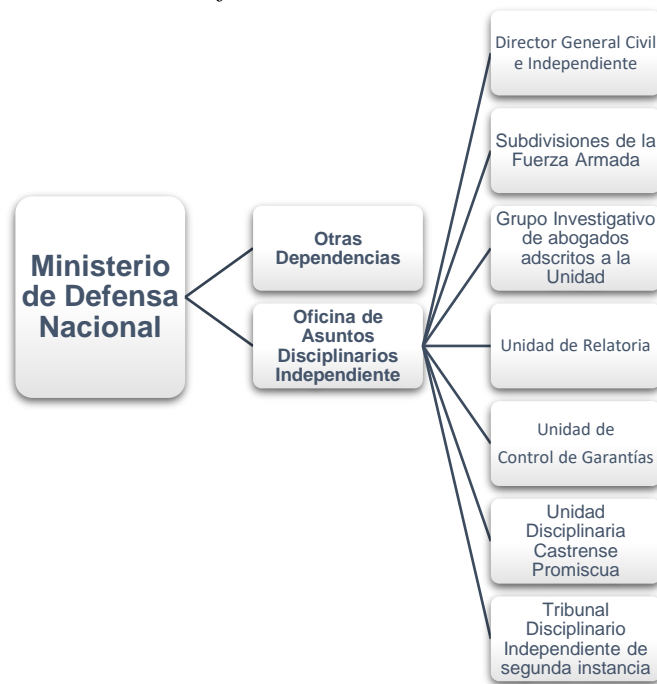 Ministerio
de Defensa
Nacional
Otras
Dependencias
Oficina de
Asuntos
Disciplinarios
Independiente
Director General Civil
e Independiente
Subdivisiones de la
Fuerza Armada
Grupo Investigativo
de abogados
adscritos a la
Unidad
Unidad de Relatoria
Unidad de
Control de Garantías
Unidad
Disciplinaria
Castrense
Promiscua
Tribunal
Disciplinario
Independiente de
segunda instancia